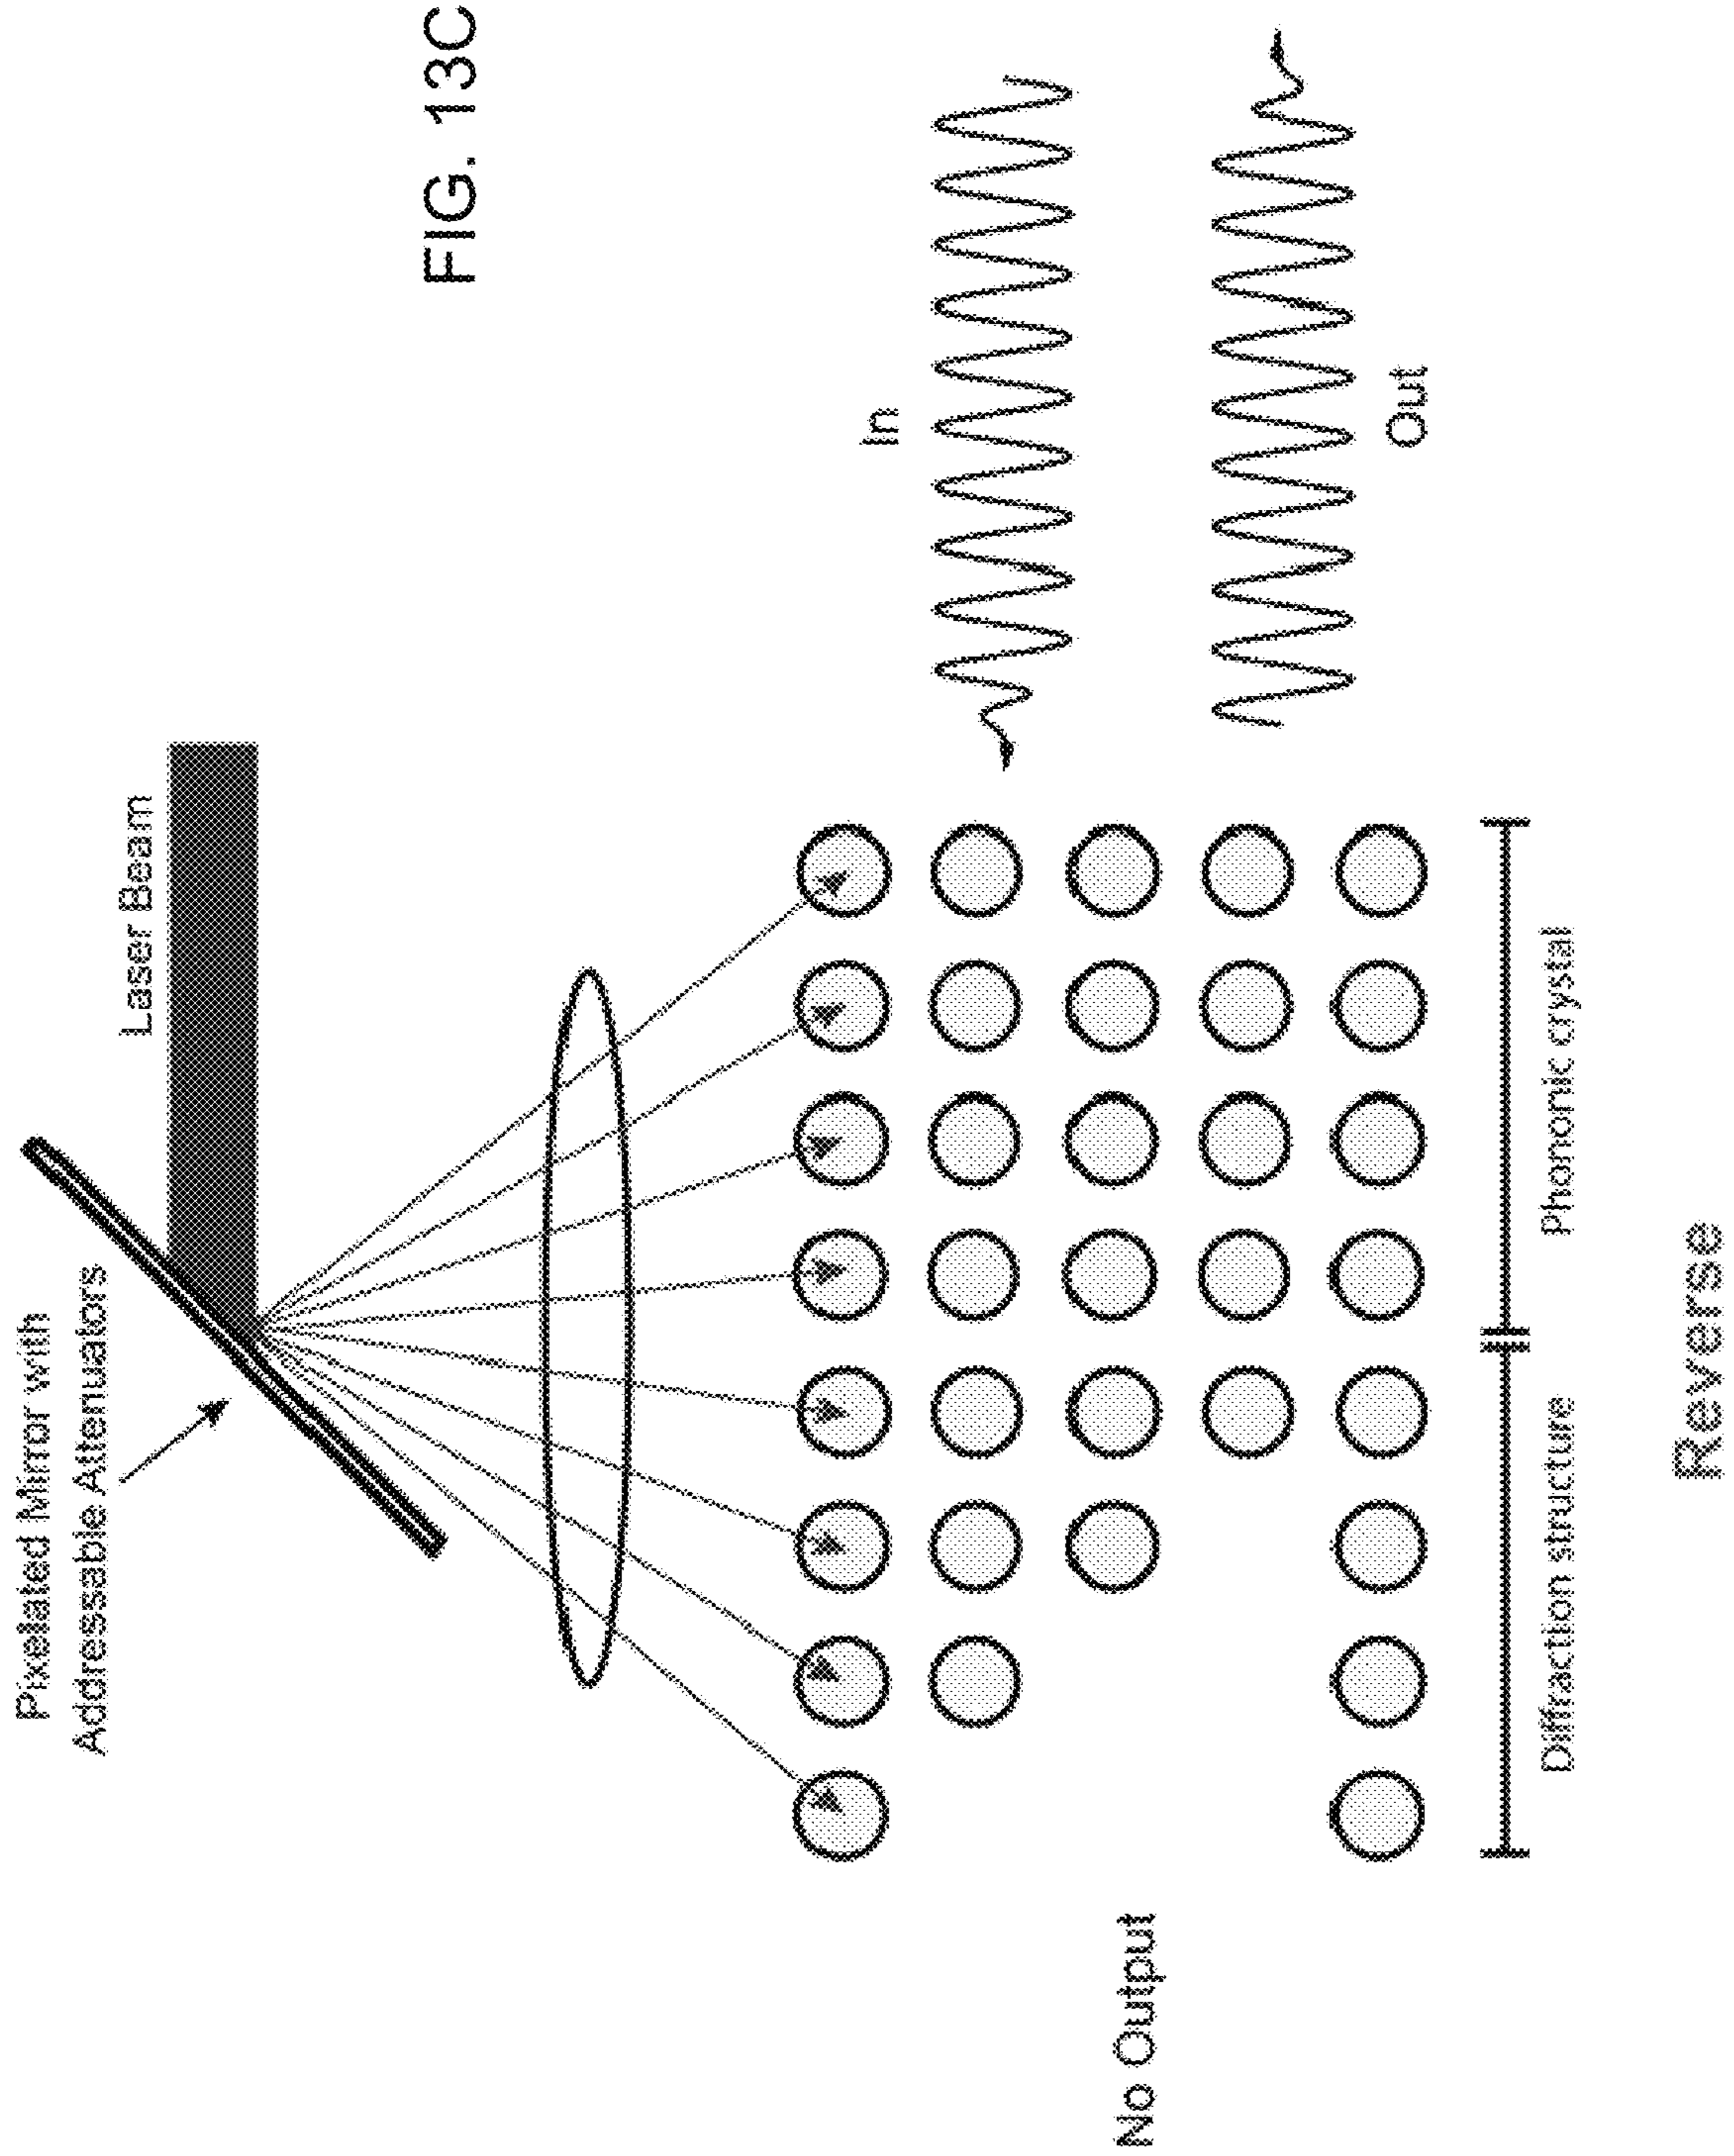 FIG. 13C
Pixelated Mirror with
Addressable Attenuators
Laser Beam
In
Out
No Output
Diffraction structure
Phononic crystal
Reverse